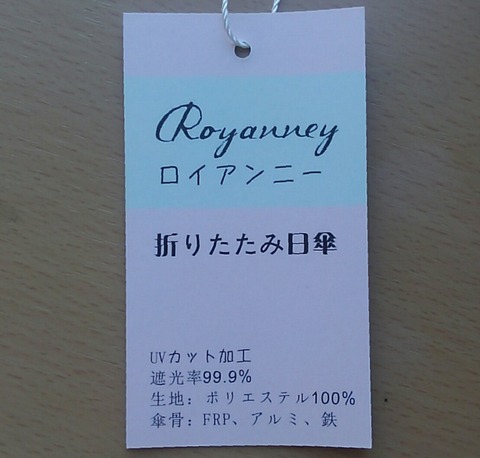 Royanney
ロイアンニー
折りたたみ日傘
UVカット加工
遮光率99.9%
生地: ポリエステル100%
傘骨: FRP、アルミ、鉄